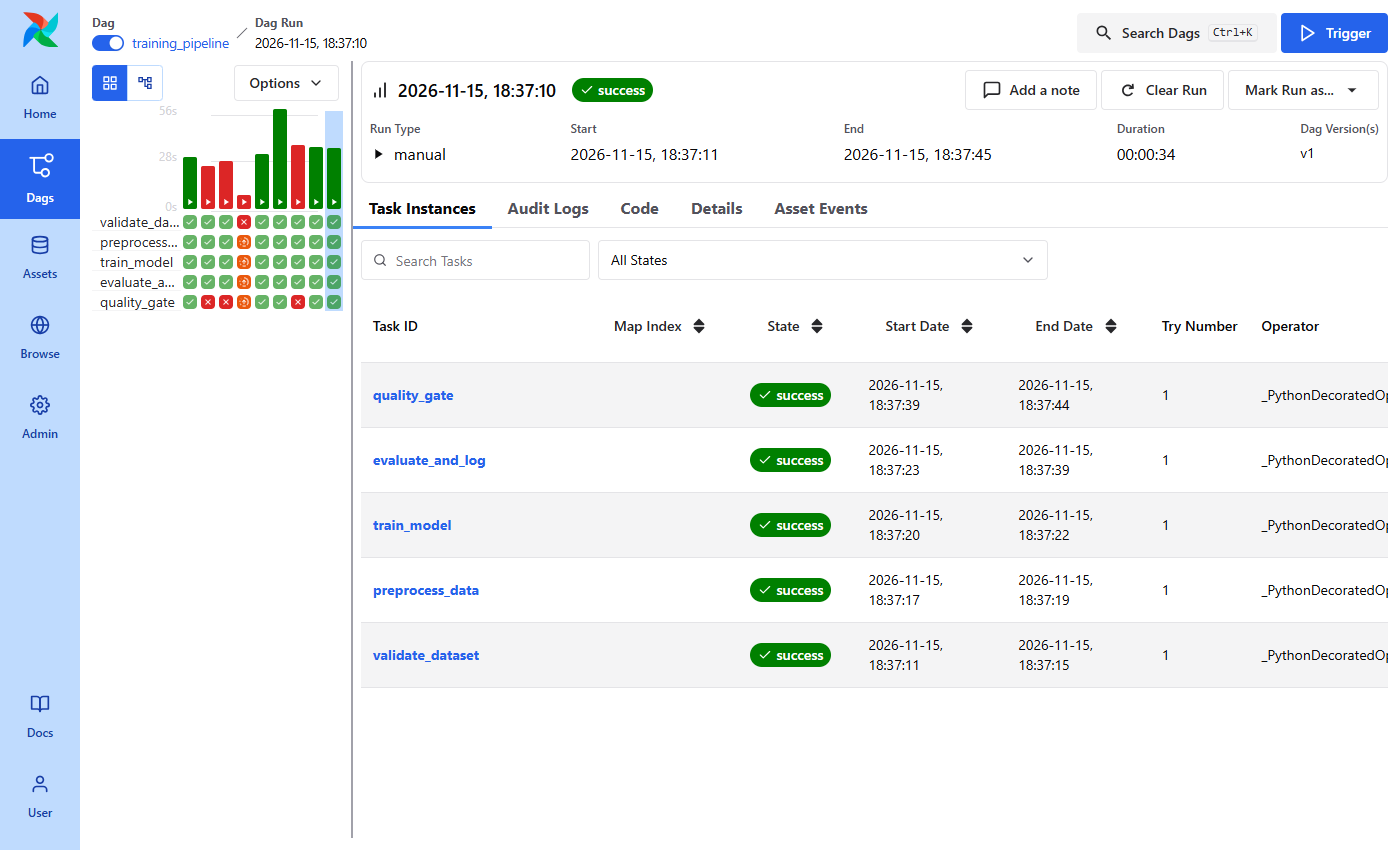 Dag
training_pipeline
Dag Run
2026-11-15, 18:37:10
Search Dags Ctrl+K
Trigger
Home
Dags
Assets
Browse
Admin
Docs
User
Options
56s
28s
0s
validate_da...
preprocess...
train_model
evaluate_a...
quality_gate
2026-11-15, 18:37:10 success
Add a note
Clear Run
Mark Run as...
Run Type Start End Duration Dag Version(s)
manual 2026-11-15, 18:37:11 2026-11-15, 18:37:45 00:00:34 v1
Task Instances Audit Logs Code Details Asset Events
Search Tasks
All States
Task ID Map Index State Start Date End Date Try Number Operator
quality_gate success 2026-11-15, 18:37:39 2026-11-15, 18:37:44 1 _PythonDecoratedOp
evaluate_and_log success 2026-11-15, 18:37:23 2026-11-15, 18:37:39 1 _PythonDecoratedOp
train_model success 2026-11-15, 18:37:20 2026-11-15, 18:37:22 1 _PythonDecoratedOp
preprocess_data success 2026-11-15, 18:37:17 2026-11-15, 18:37:19 1 _PythonDecoratedOp
validate_dataset success 2026-11-15, 18:37:11 2026-11-15, 18:37:15 1 _PythonDecoratedOp